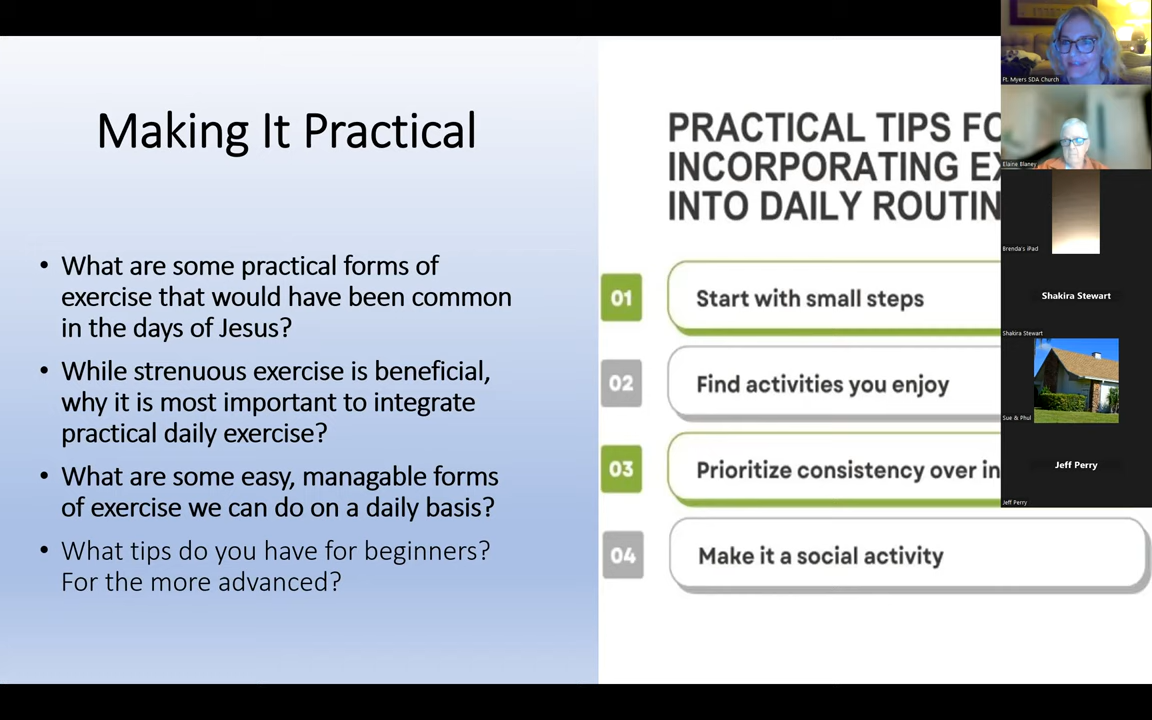 Making It Practical
• What are some practical forms of
exercise that would have been common
in the days of Jesus?
• While strenuous exercise is beneficial,
why it is most important to integrate
practical daily exercise?
• What are some easy, managable forms
of exercise we can do on a daily basis?
• What tips do you have for beginners?
For the more advanced?
PRACTICAL TIPS FO
INCORPORATING EX
INTO DAILY ROUTIN
01 Start with small steps
02 Find activities you enjoy
03 Prioritize consistency over in
04 Make it a social activity
Ft. Myers SDA Church
Elaine Blaney
Brenda's iPad
Shakira Stewart
Shakira Stewart
Sue & Phul
Jeff Perry
Jeff Perry